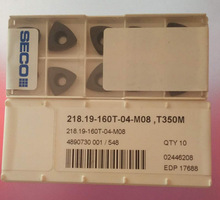 SECO
218.19-160T-04-M08 ,T350M
218.19-160T-04-M08
4890730 001 / 548
QTY 10
02446208
EDP 17688